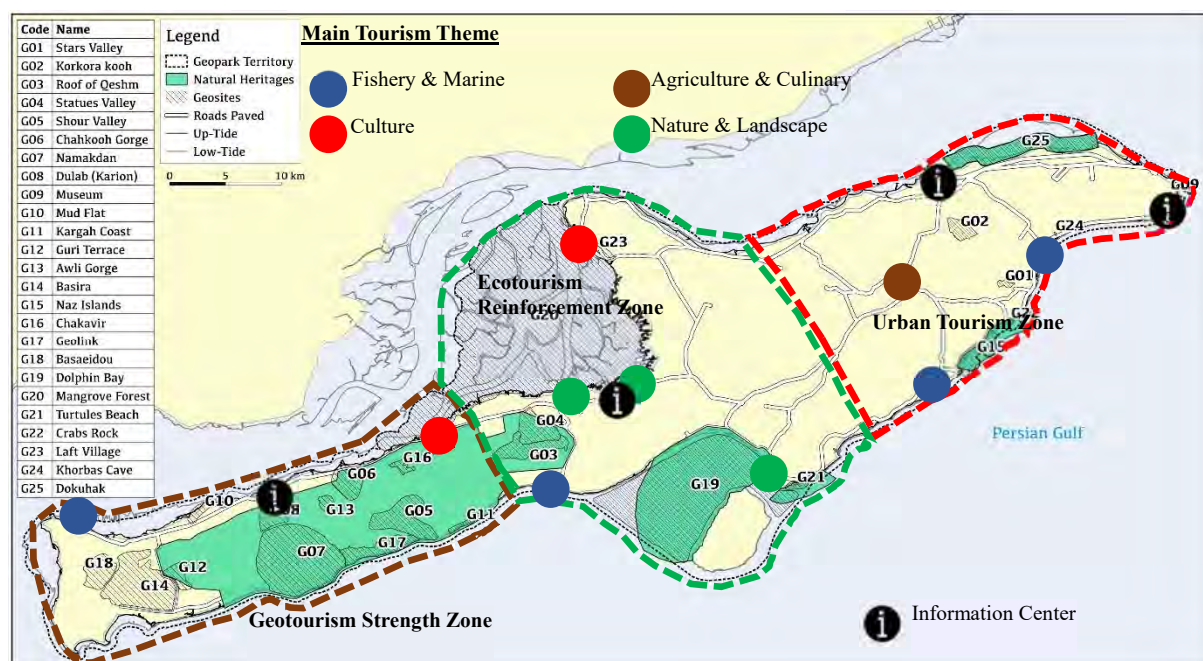 Code Name
G01 Stars Valley
G02 Korkora kooh
G03 Roof of Qeshm
G04 Statues Valley
G05 Shour Valley
G06 Chahkooh Gorge
G07 Namakdan
G08 Dulab (Karion)
G09 Museum
G10 Mud Flat
G11 Kargah Coast
G12 Guri Terrace
G13 Awli Gorge
G14 Basira
G15 Naz Islands
G16 Chakavir
G17 Geolink
G18 Basaeidou
G19 Dolphin Bay
G20 Mangrove Forest
G21 Turtules Beach
G22 Crabs Rock
G23 Laft Village
G24 Khorbas Cave
G25 Dokuhak
Legend
Geopark Territory
Natural Heritages
Geosites
Roads Paved
Up-Tide
Low-Tide
0 5 10 km
Main Tourism Theme
Fishery & Marine
Agriculture & Culinary
Culture
Nature & Landscape
G25
G09
G02
G24
G23
G01
Ecotourism
Reinforcement Zone
G20
Urban Tourism Zone
G15
G04
G03
Persian Gulf
G16
G06
G19
G21
G10
G13
G05
G11
G07
G17
G18
G14
G12
Geotourism Strength Zone
Information Center